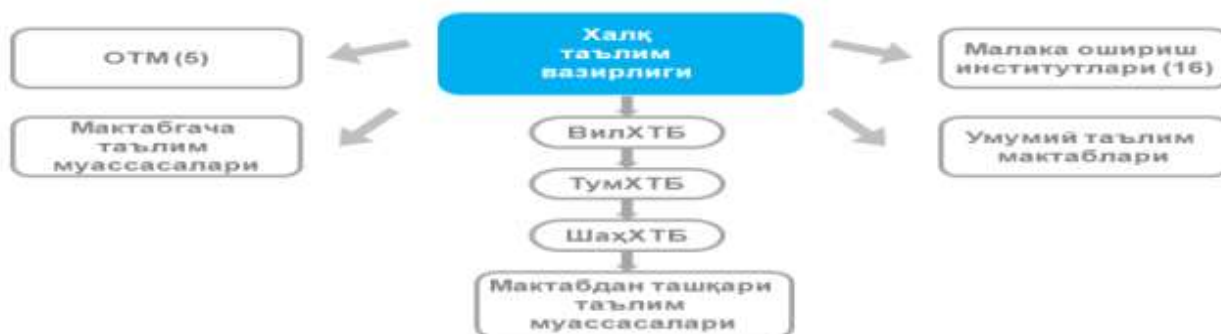 Халқ
таълим
вазирлиги
ОТМ (5)
Малака ошириш
институтлари (16)
Мактабгача
таълим
муассасалари
Умумий таълим
мактаблари
ВилХТБ
ТумХТБ
ШаҳХТБ
Мактабдан ташқари
таълим
муассасалари